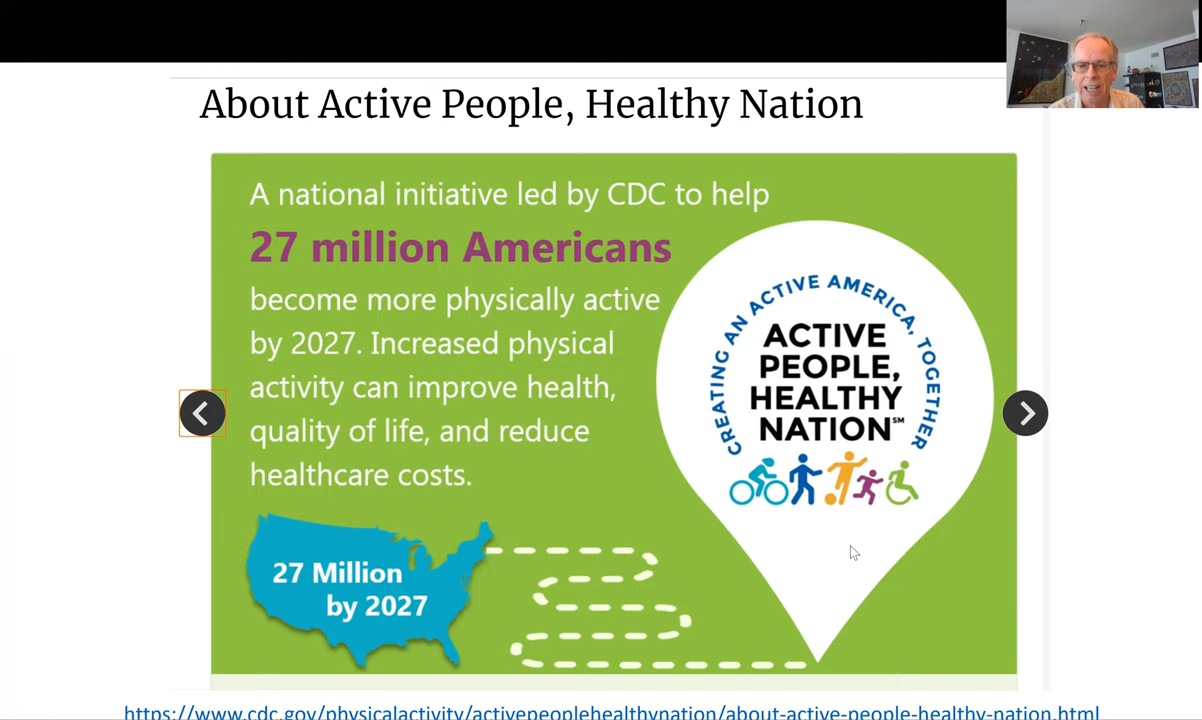 About Active People, Healthy Nation
A national initiative led by CDC to help
27 million Americans
become more physically active
by 2027. Increased physical
activity can improve health,
quality of life, and reduce
healthcare costs.
CREATING AN ACTIVE AMERICA, TOGETHER
ACTIVE
PEOPLE,
HEALTHY
NATION℠
27 Million
by 2027
https://www.cdc.gov/physicalactivity/activepeoplehealthynation/about-active-people-healthy-nation.html